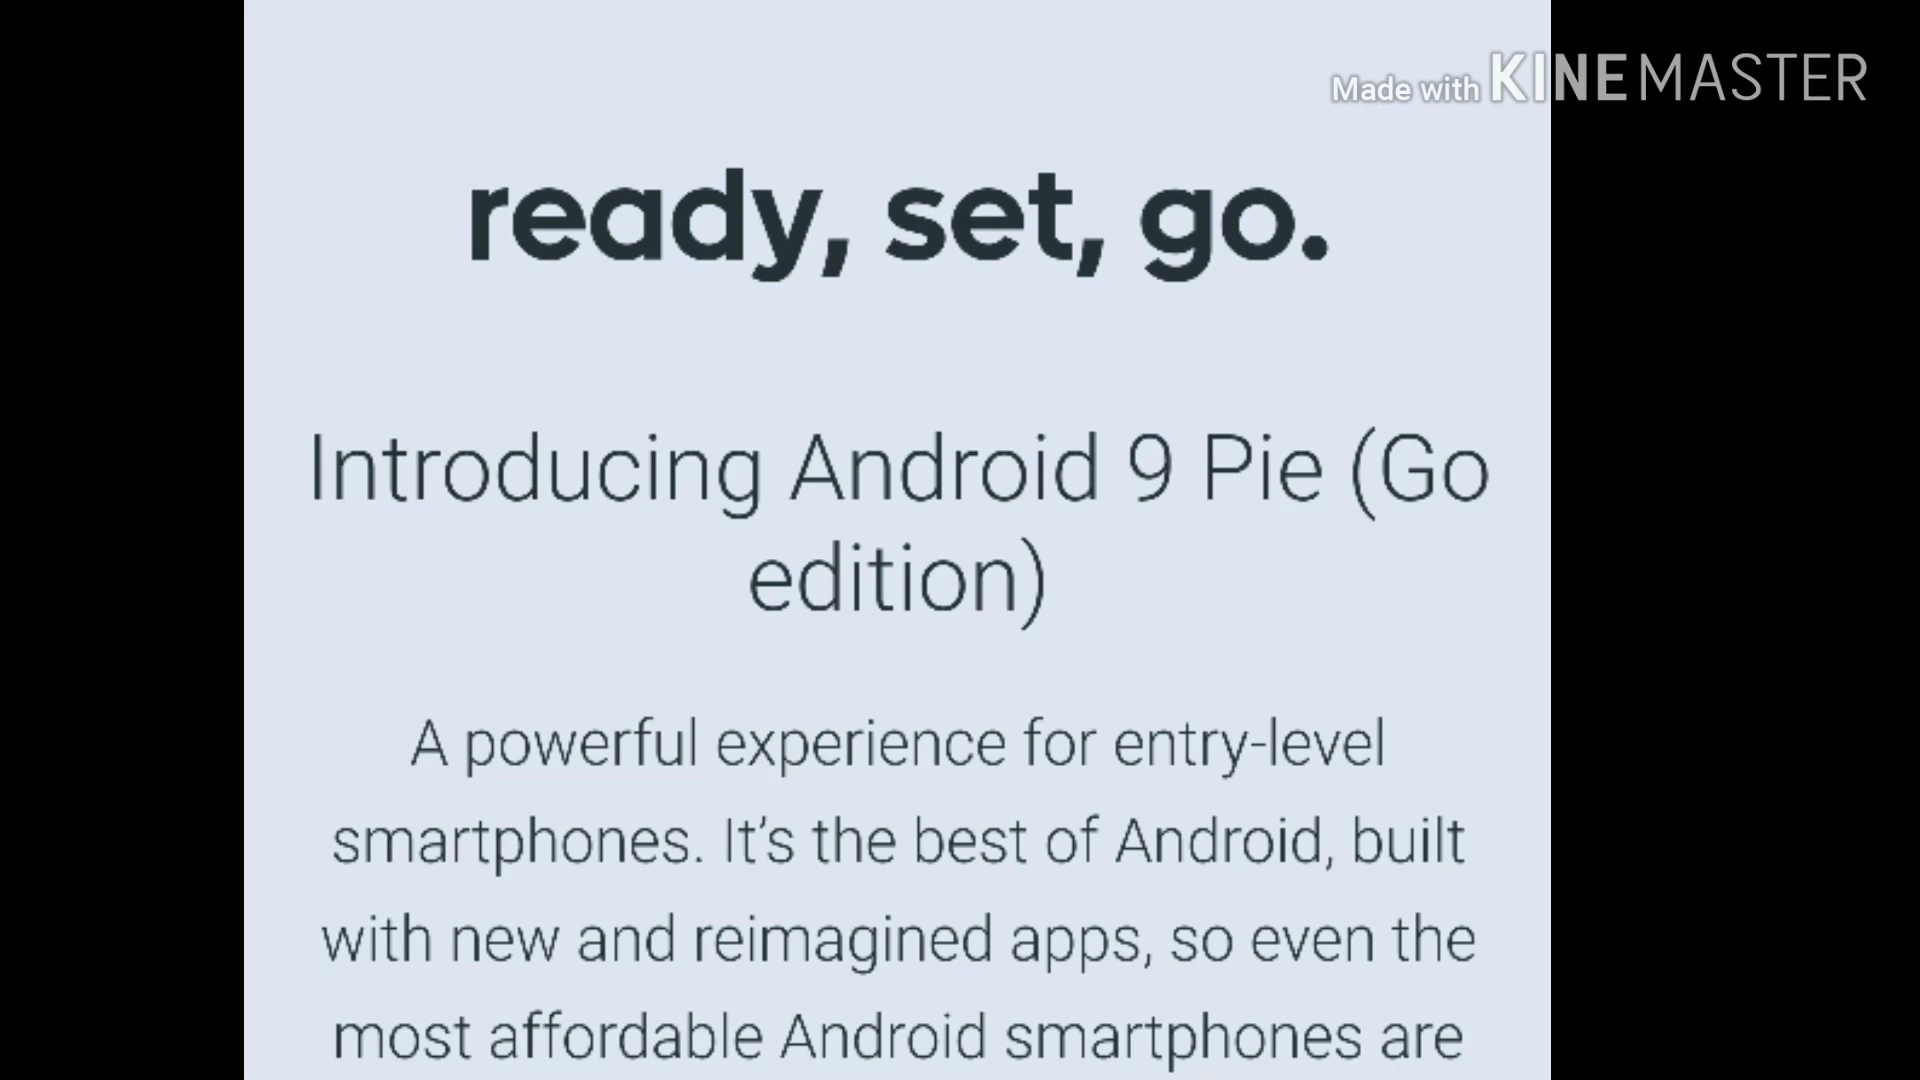 Made with KINEMASTER
ready, set, go.
Introducing Android 9 Pie (Go
edition)
A powerful experience for entry-level
smartphones. It’s the best of Android, built
with new and reimagined apps, so even the
most affordable Android smartphones are